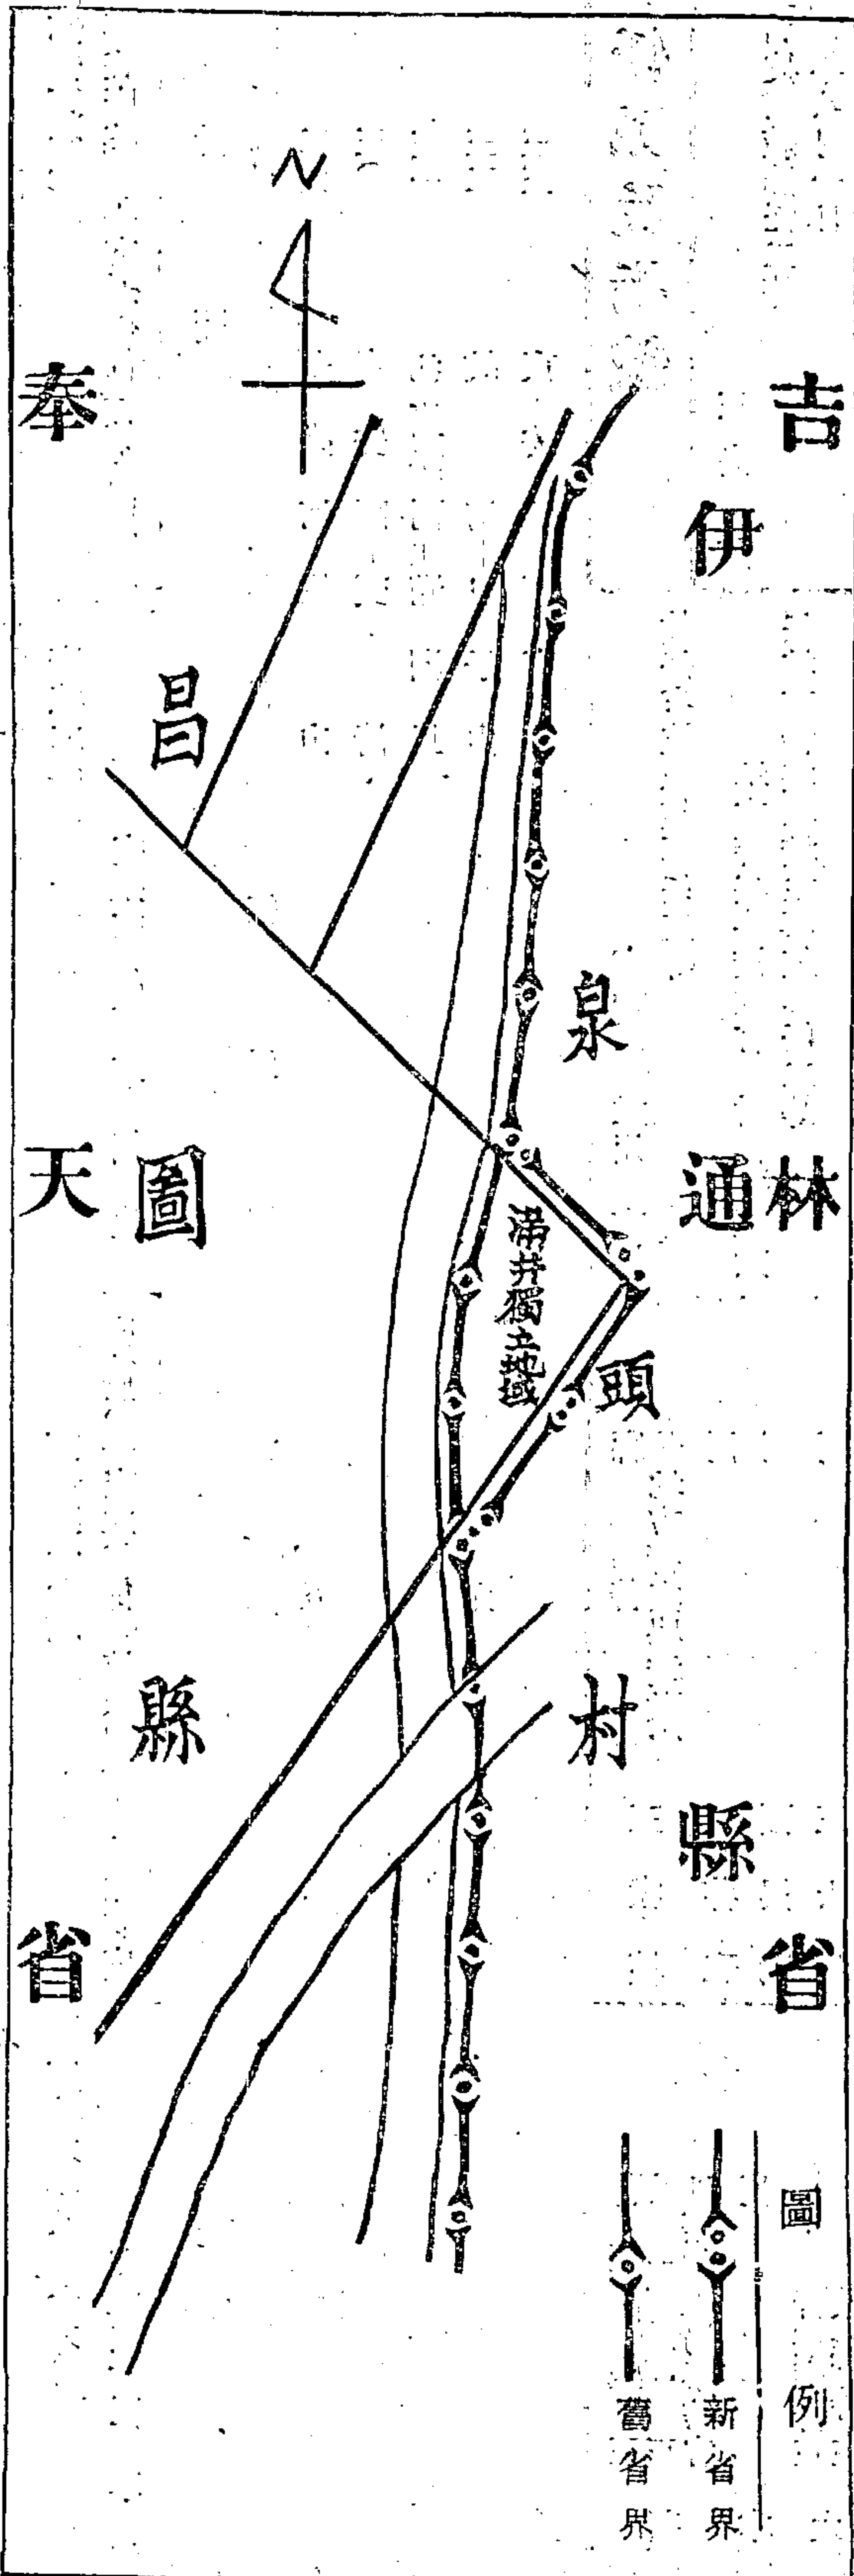 吉林省
伊通縣
泉頭村
滿井獨立地域
N
昌圖縣
奉天省
圖例
新省界
舊省界